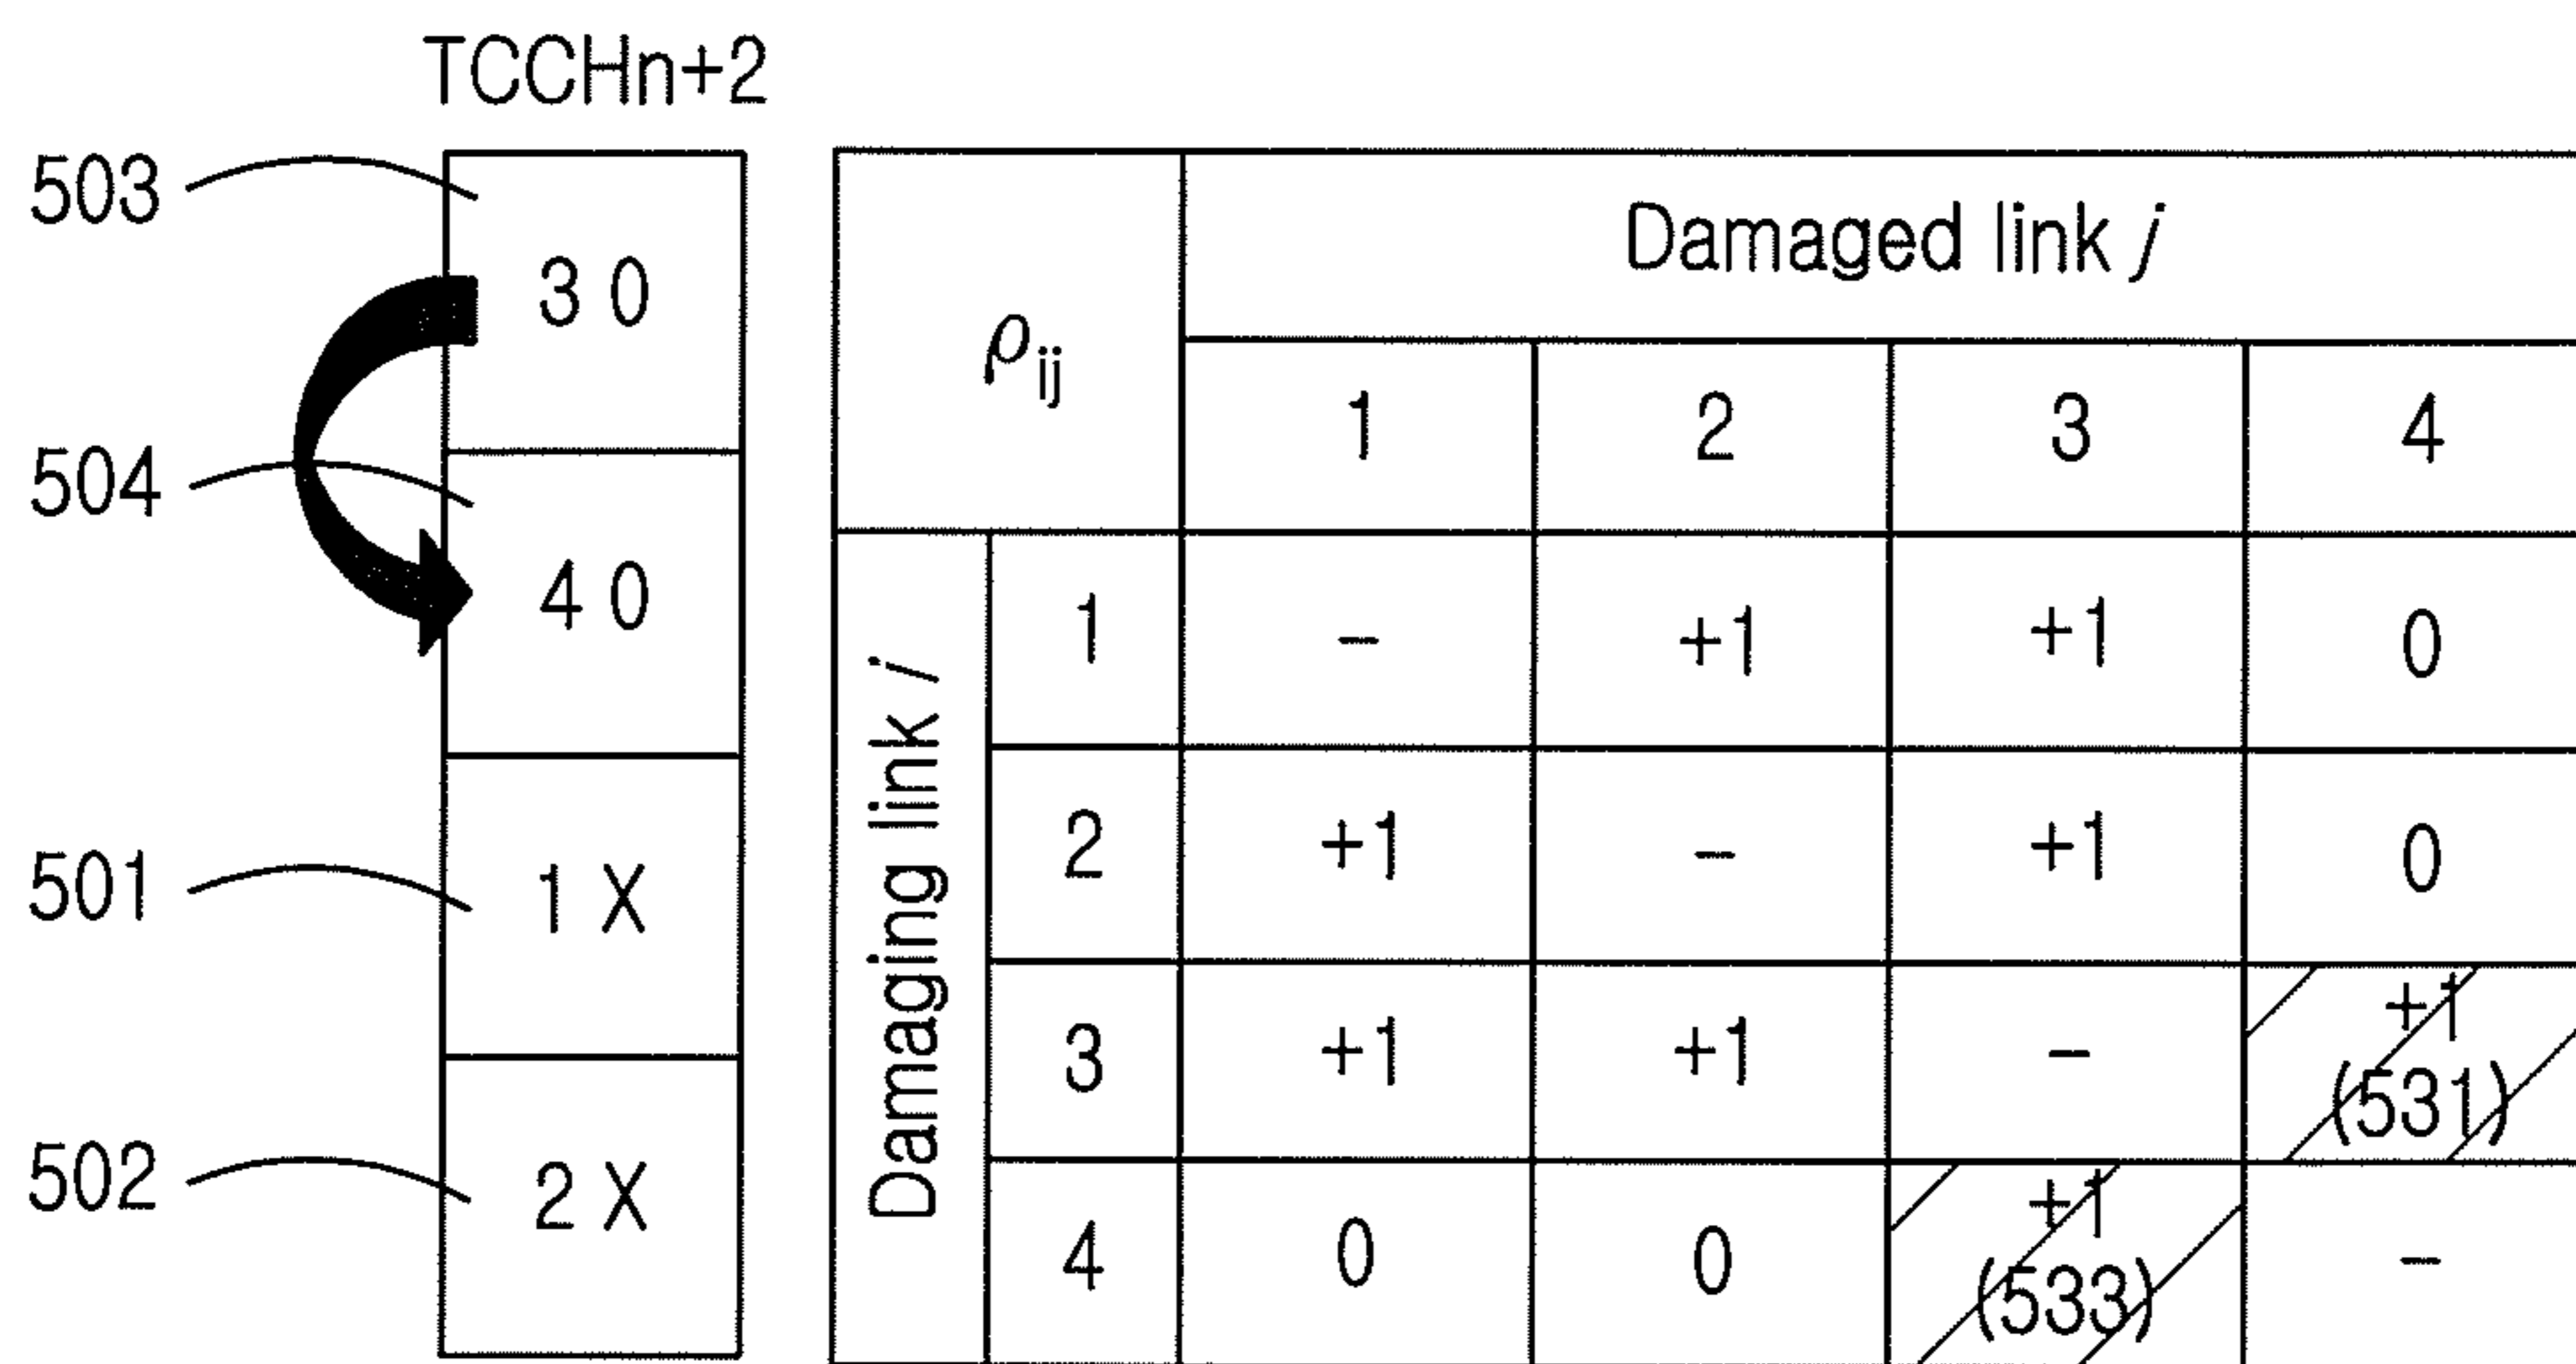 TCCHn+2
503
3 0
504
4 0
501
1 X
502
2 X
ρij
Damaged link j
1 2 3 4
Damaging link i
1 − +1 +1 0
2 +1 − +1 0
3 +1 +1 − +1 (531)
4 0 0 +1 (533) −